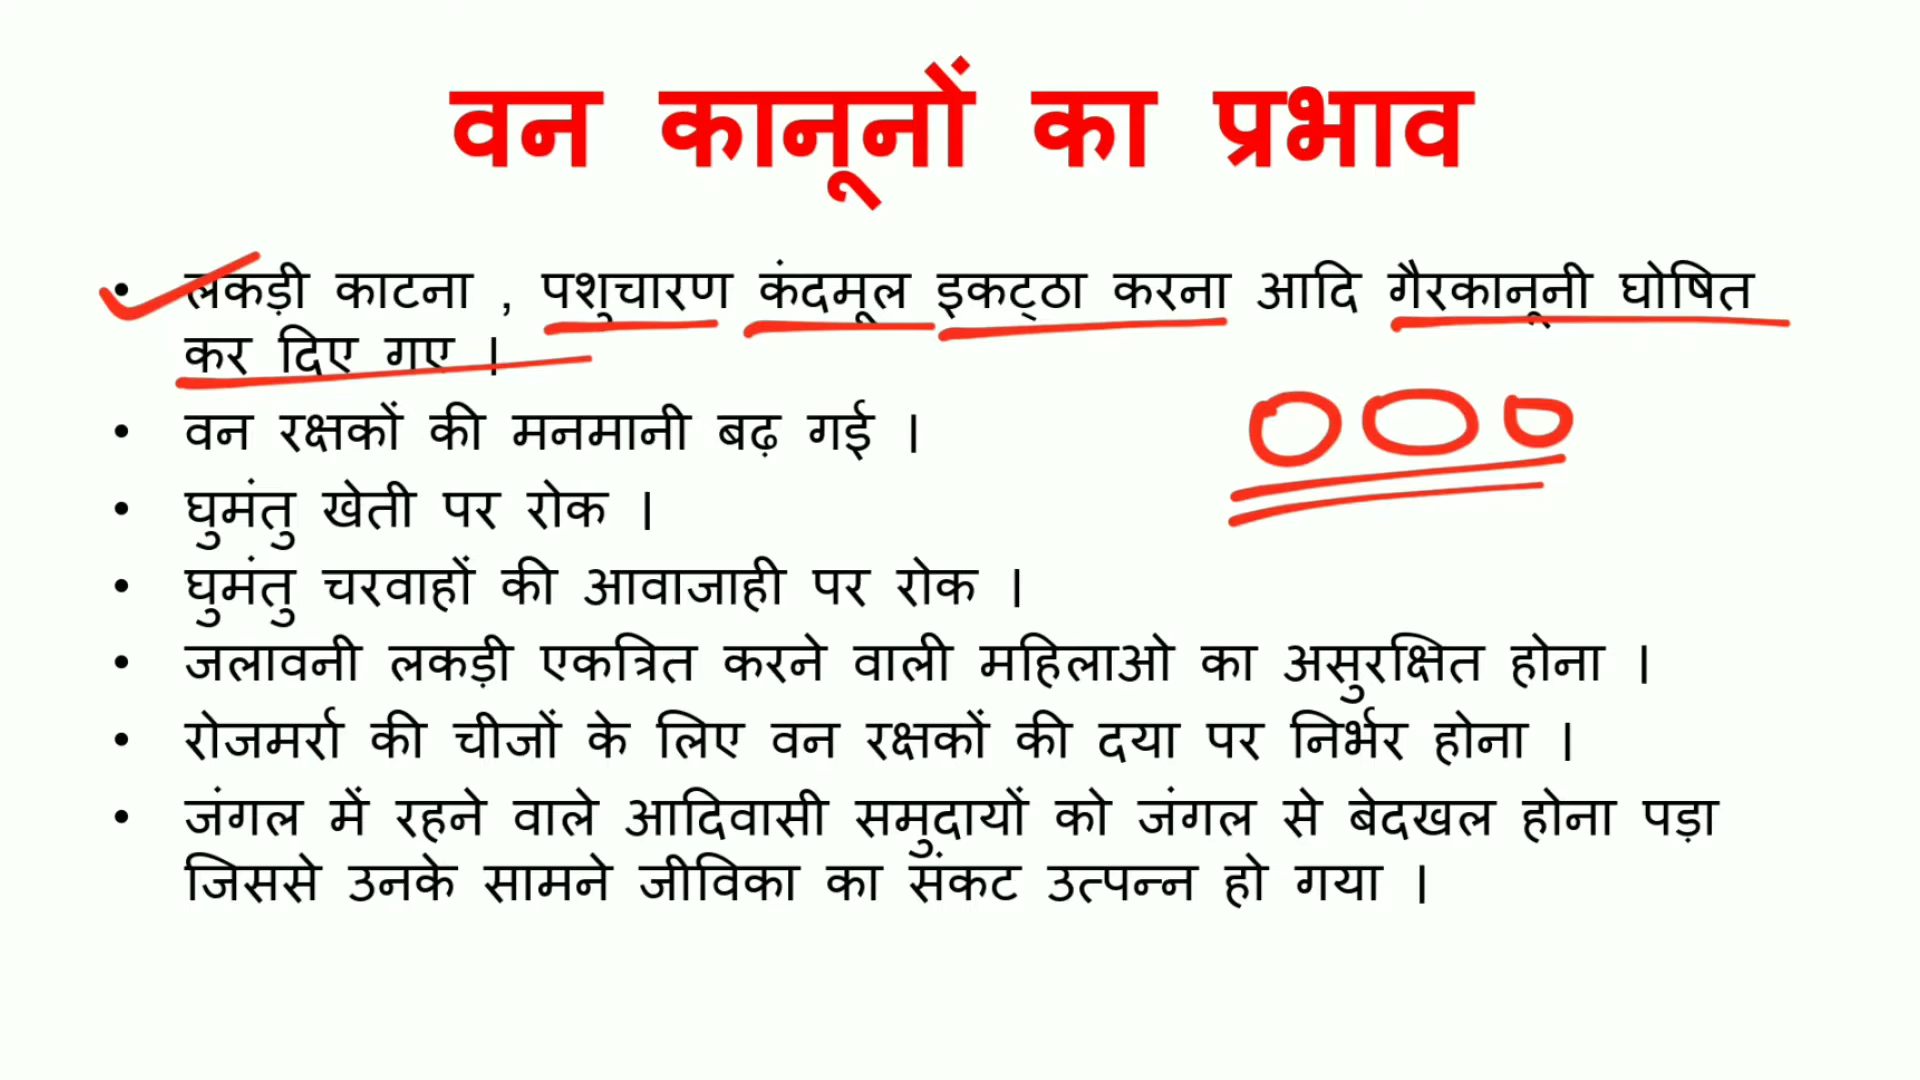 वन कानूनों का प्रभाव
• लकड़ी काटना , पशुचारण कंदमूल इकट्ठा करना आदि गैरकानूनी घोषित
कर दिए गए ।
• वन रक्षकों की मनमानी बढ़ गई ।
• घुमंतु खेती पर रोक ।
• घुमंतु चरवाहों की आवाजाही पर रोक ।
• जलावनी लकड़ी एकत्रित करने वाली महिलाओ का असुरक्षित होना ।
• रोजमर्रा की चीजों के लिए वन रक्षकों की दया पर निर्भर होना ।
• जंगल में रहने वाले आदिवासी समुदायों को जंगल से बेदखल होना पड़ा
जिससे उनके सामने जीविका का संकट उत्पन्न हो गया ।